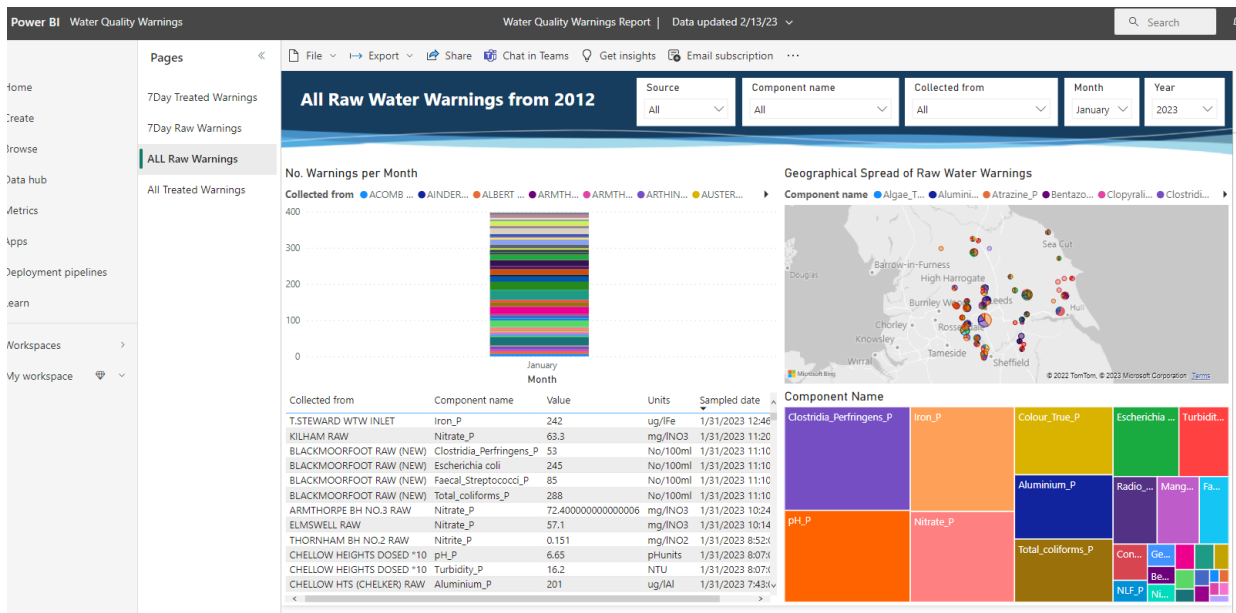 Power BI Water Quality Warnings
Water Quality Warnings Report | Data updated 2/13/23
Search
Pages
File Export Share Chat in Teams Get insights Email subscription ...
Home
Create
Browse
Data hub
Metrics
Apps
Deployment pipelines
Learn
Workspaces
My workspace
7Day Treated Warnings
7Day Raw Warnings
ALL Raw Warnings
All Treated Warnings
All Raw Water Warnings from 2012
Source
All
Component name
All
Collected from
All
Month
January
Year
2023
No. Warnings per Month
Collected from ACOMB ... AINDER... ALBERT ... ARMTH... ARMTH... ARTHIN... AUSTER...
400
300
200
100
0
January
Month
Geographical Spread of Raw Water Warnings
Component name Algae_T... Alumini... Atrazine_P Bentazo... Clopyrali... Clostridi...
Sea Cut
Douglas
Barrow-in-Furness
High Harrogate
Burnley Leeds
Hull
Chorley
Knowsley
Tameside
Wirral
Sheffield
Microsoft Bing
© 2022 TomTom, © 2023 Microsoft Corporation Terms
Collected from Component name Value Units Sampled date
T.STEWARD WTW INLET Iron_P 242 ug/lFe 1/31/2023 12:46
KILHAM RAW Nitrate_P 63.3 mg/lNO3 1/31/2023 11:20
BLACKMOORFOOT RAW (NEW) Clostridia_Perfringens_P 53 No/100ml 1/31/2023 11:10
BLACKMOORFOOT RAW (NEW) Escherichia coli 245 No/100ml 1/31/2023 11:10
BLACKMOORFOOT RAW (NEW) Faecal_Streptococci_P 85 No/100ml 1/31/2023 11:10
BLACKMOORFOOT RAW (NEW) Total_coliforms_P 288 No/100ml 1/31/2023 11:10
ARMTHORPE BH NO.3 RAW Nitrate_P 72.400000000000006 mg/lNO3 1/31/2023 10:24
ELMSWELL RAW Nitrate_P 57.1 mg/lNO3 1/31/2023 10:14
THORNHAM BH NO.2 RAW Nitrite_P 0.151 mg/lNO2 1/31/2023 8:52:
CHELLOW HEIGHTS DOSED *10 pH_P 6.65 pHunits 1/31/2023 8:07:
CHELLOW HEIGHTS DOSED *10 Turbidity_P 16.2 NTU 1/31/2023 8:07:
CHELLOW HTS (CHELKER) RAW Aluminium_P 201 ug/lAl 1/31/2023 7:43:
Component Name
Clostridia_Perfringens_P
Iron_P
Colour_True_P
Escherichia ...
Turbidit...
Aluminium_P
Radio_...
Mang...
Fa...
pH_P
Nitrate_P
Total_coliforms_P
Con...
Ge...
Be...
NLF_P
Ni...